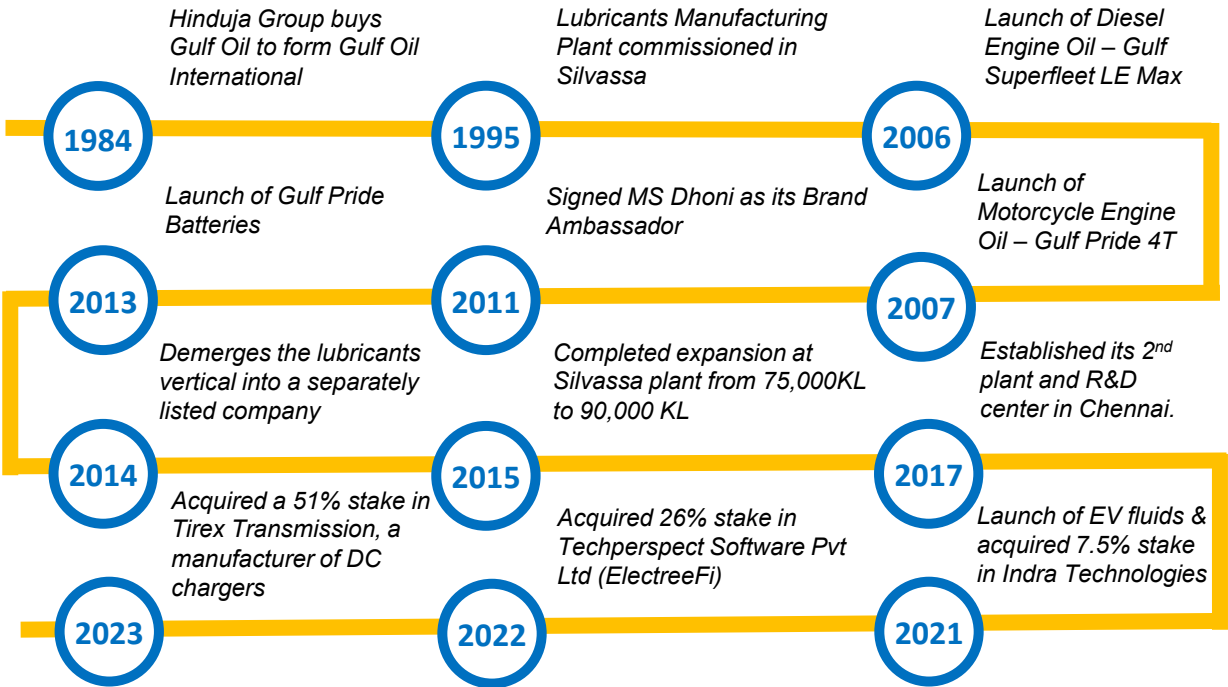 Hinduja Group buys
Gulf Oil to form Gulf Oil
International
1984
Lubricants Manufacturing
Plant commissioned in
Silvassa
1995
Launch of Diesel
Engine Oil – Gulf
Superfleet LE Max
2006
Launch of
Motorcycle Engine
Oil – Gulf Pride 4T
2007
Signed MS Dhoni as its Brand
Ambassador
2011
Launch of Gulf Pride
Batteries
2013
Demerges the lubricants
vertical into a separately
listed company
2014
Completed expansion at
Silvassa plant from 75,000KL
to 90,000 KL
2015
Established its 2nd
plant and R&D
center in Chennai.
2017
Launch of EV fluids &
acquired 7.5% stake
in Indra Technologies
2021
Acquired 26% stake in
Techperspect Software Pvt
Ltd (ElectreeFi)
2022
Acquired a 51% stake in
Tirex Transmission, a
manufacturer of DC
chargers
2023